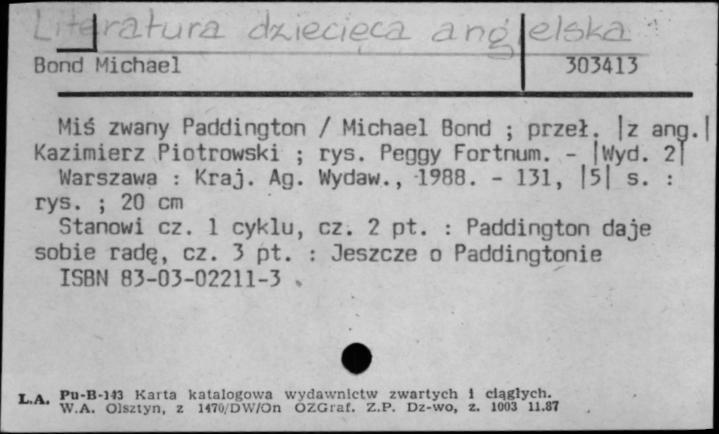 Literatura dziecięca angielska
Bond Michael 303413
Miś zwany Paddington / Michael Bond ; przeł. |z ang.|
Kazimierz Piotrowski ; rys. Peggy Fortnum. - |Wyd. 2|
Warszawa : Kraj. Ag. Wydaw., 1988. - 131, |5| s. :
rys. ; 20 cm
Stanowi cz. 1 cyklu, cz. 2 pt. : Paddington daje
sobie radę, cz. 3 pt. : Jeszcze o Paddingtonie
ISBN 83-03-02211-3
L.A. Pu-B-143 Karta katalogowa wydawnictw zwartych i ciągłych.
W.A. Olsztyn, z 1470/DW/On OZGraf. Z.P. Dz-wo, z. 1003 11.87